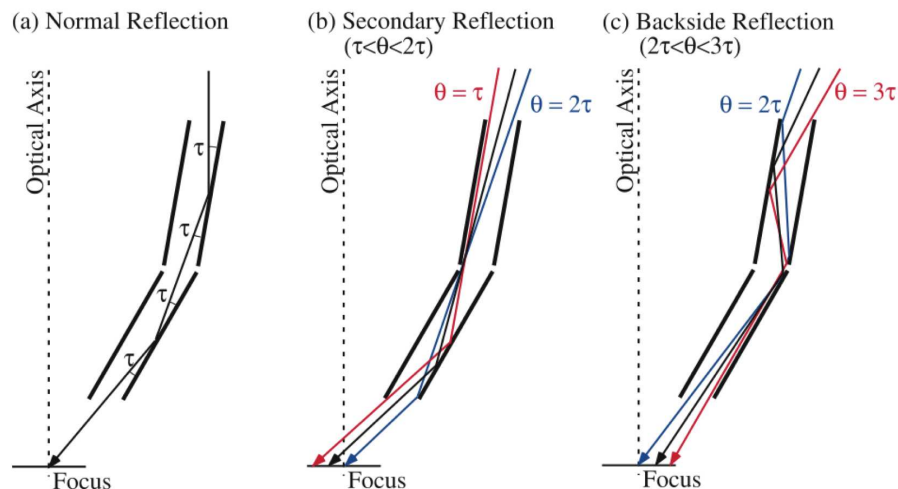 (a) Normal Reflection
Optical Axis
τ
τ
τ
τ
Focus
(b) Secondary Reflection
(τ<θ<2τ)
Optical Axis
θ = τ
θ = 2τ
Focus
(c) Backside Reflection
(2τ<θ<3τ)
Optical Axis
θ = 2τ
θ = 3τ
Focus